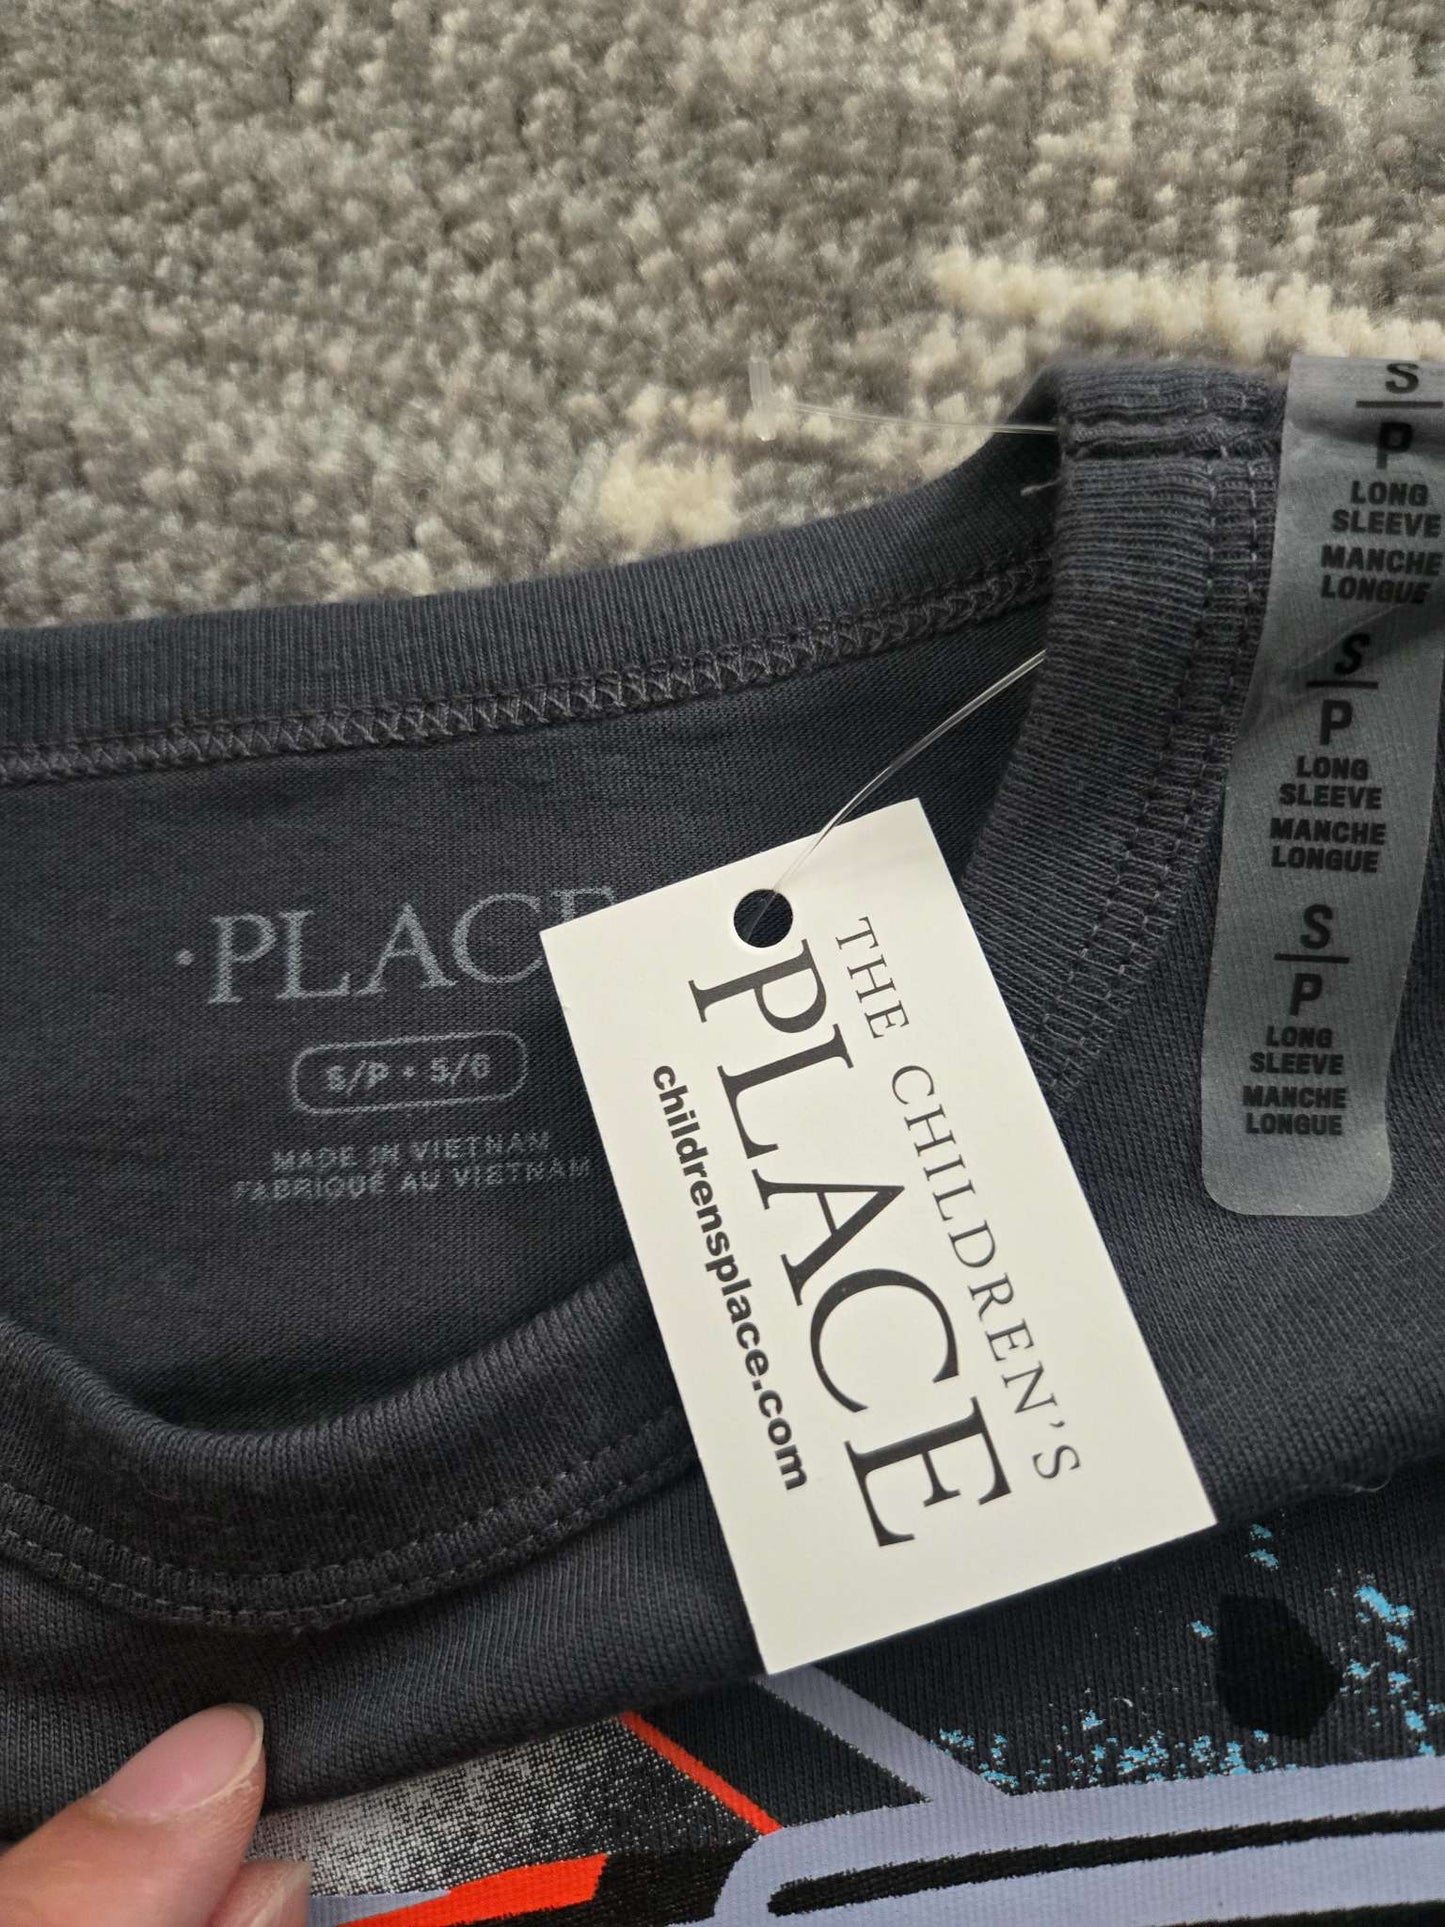 ·PLACE
S/P • 5/6
MADE IN VIETNAM
FABRIQUÉ AU VIETNAM
THE CHILDREN'S
PLACE
childrensplace.com
S
P
LONG
SLEEVE
MANCHE
LONGUE
S
P
LONG
SLEEVE
MANCHE
LONGUE
S
P
LONG
SLEEVE
MANCHE
LONGUE